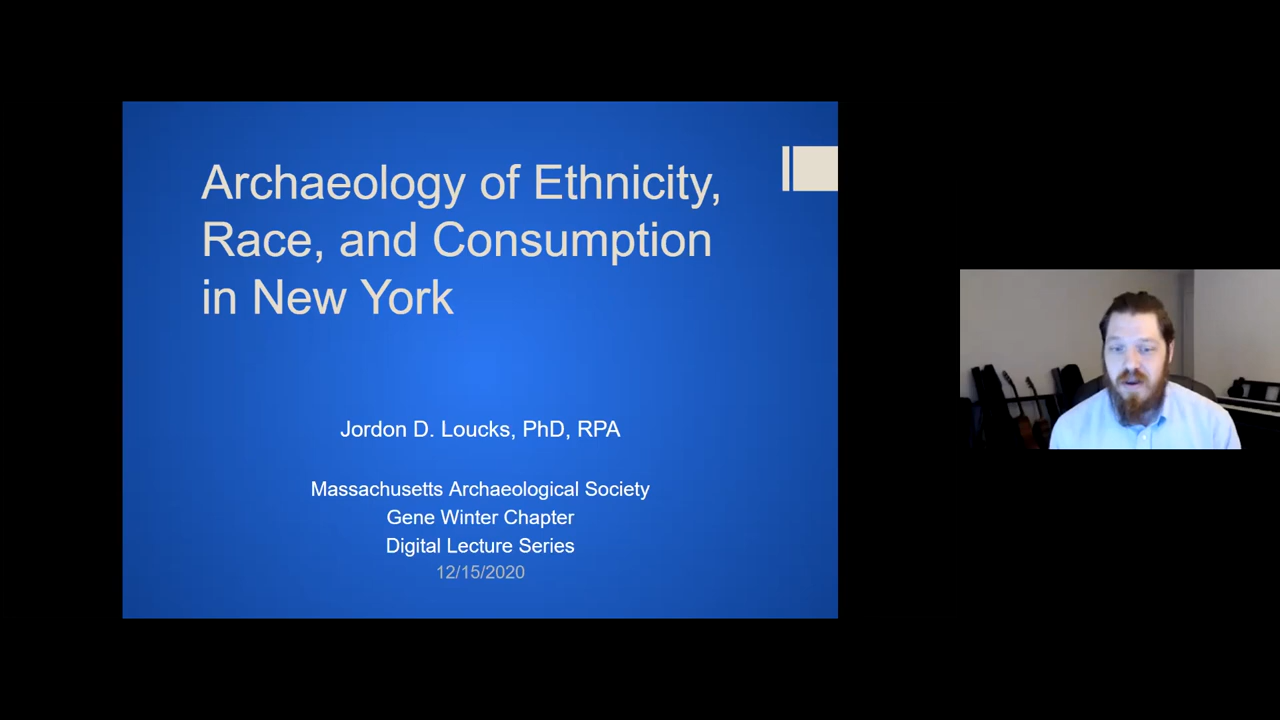 Archaeology of Ethnicity,
Race, and Consumption
in New York
Jordon D. Loucks, PhD, RPA
Massachusetts Archaeological Society
Gene Winter Chapter
Digital Lecture Series
12/15/2020